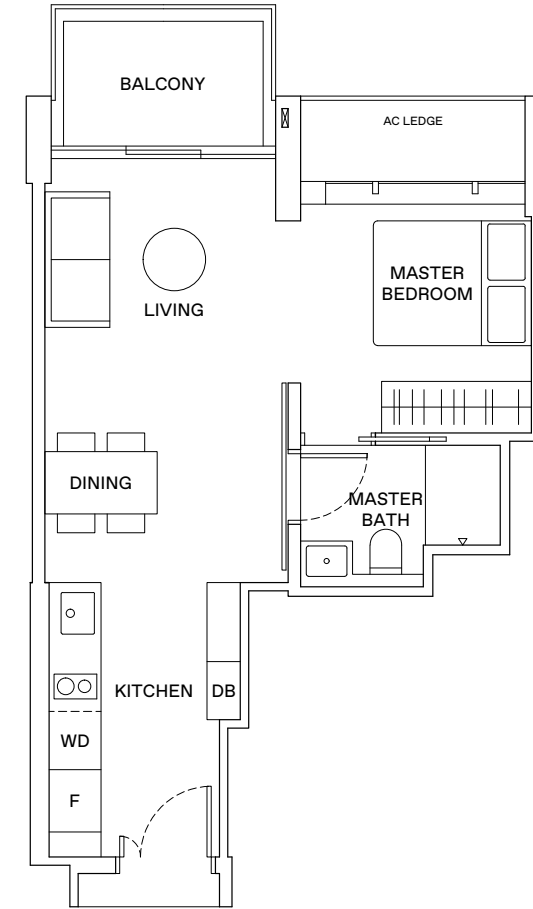 BALCONY
AC LEDGE
MASTER
BEDROOM
LIVING
DINING
MASTER
BATH
KITCHEN
DB
WD
F